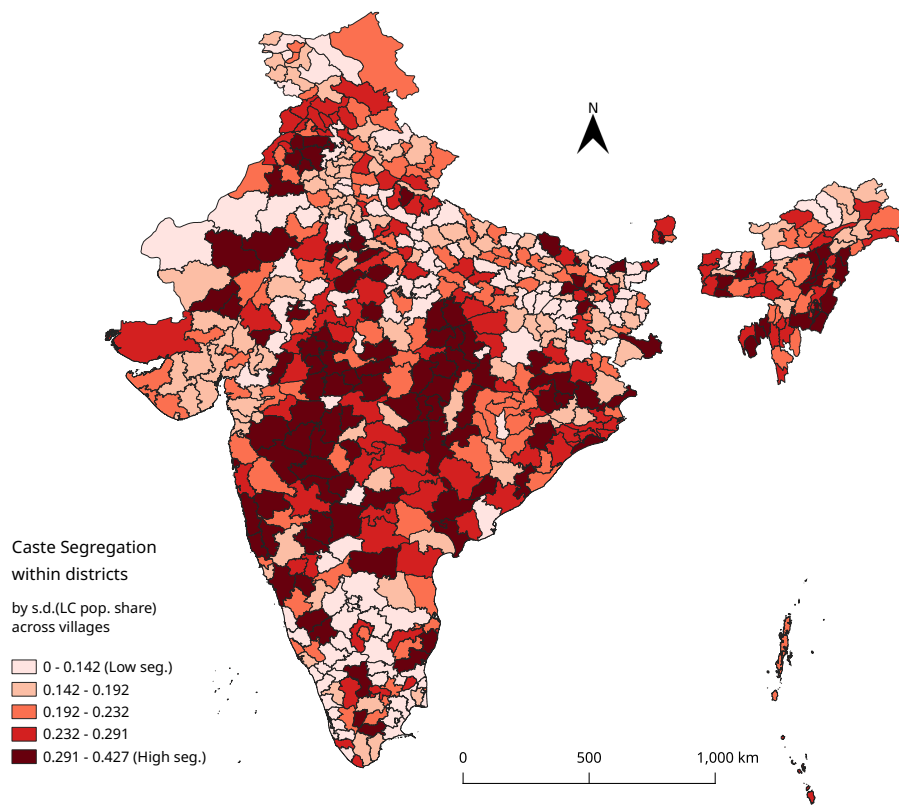 N
Caste Segregation
within districts
by s.d.(LC pop. share)
across villages
0 - 0.142 (Low seg.)
0.142 - 0.192
0.192 - 0.232
0.232 - 0.291
0.291 - 0.427 (High seg.)
0 500 1,000 km